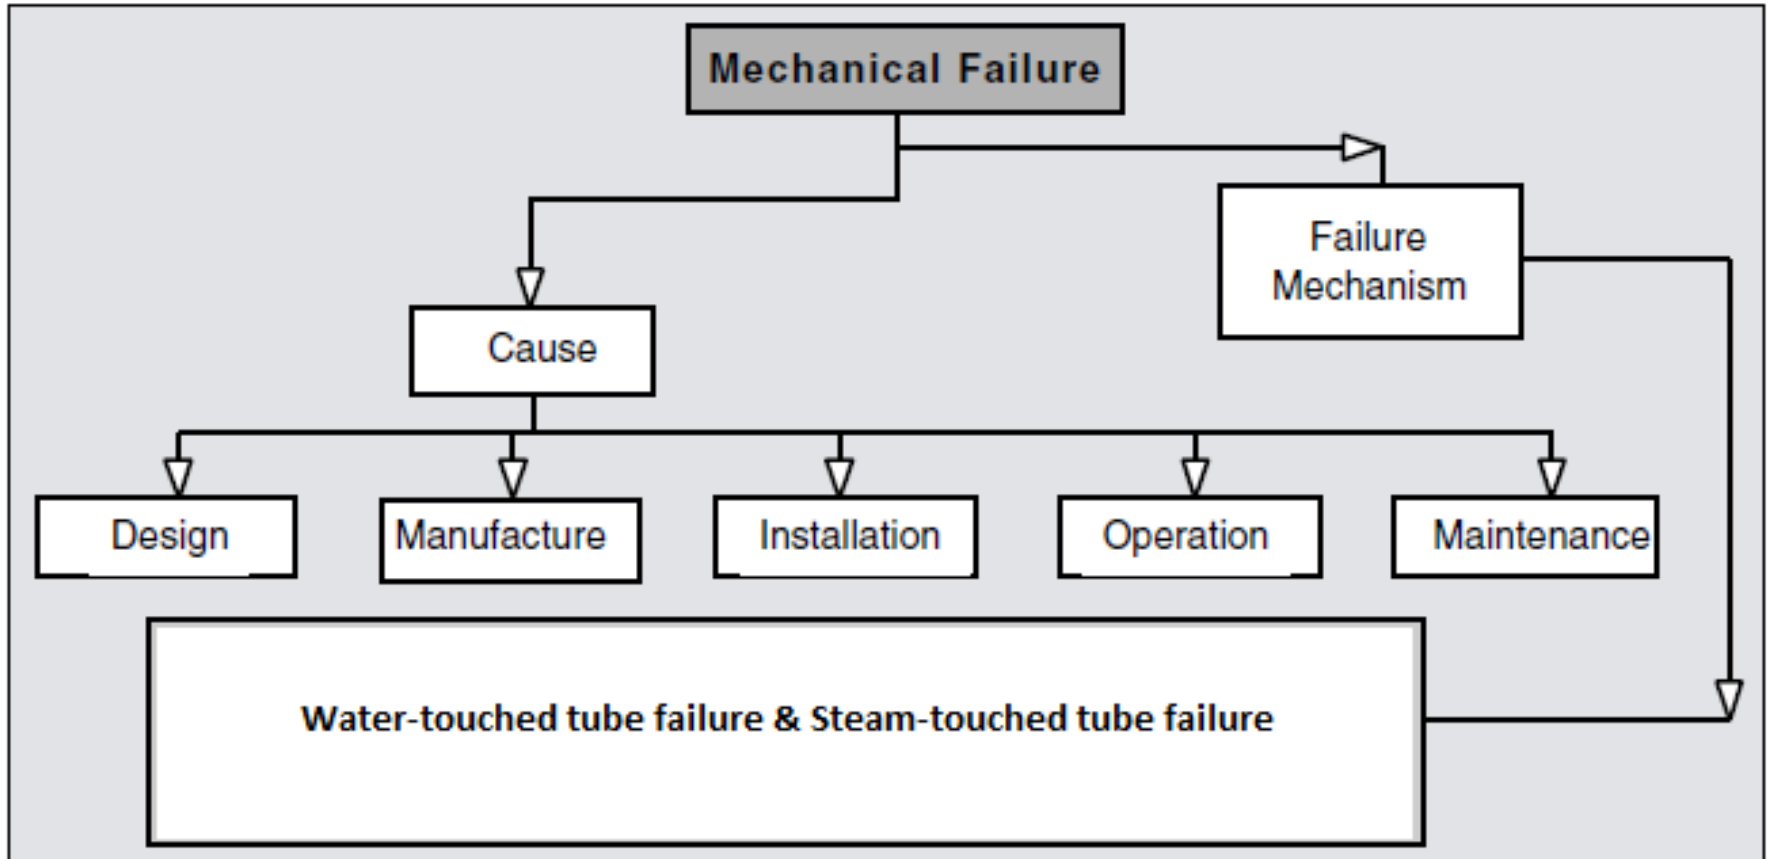 Mechanical Failure
Failure
Mechanism
Cause
Design
Manufacture
Installation
Operation
Maintenance
Water-touched tube failure & Steam-touched tube failure